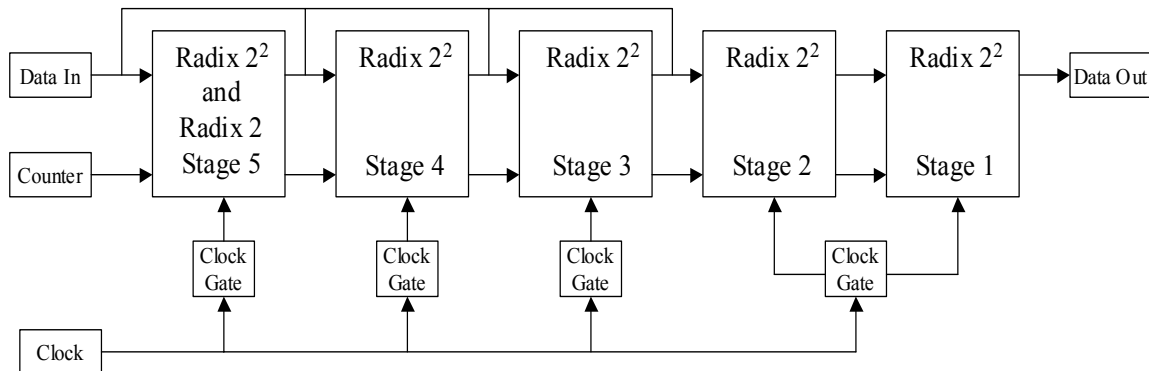 Data In
Counter
Radix 2²
and
Radix 2
Stage 5
Radix 2²
Stage 4
Radix 2²
Stage 3
Radix 2²
Stage 2
Radix 2²
Stage 1
Data Out
Clock
Gate
Clock
Gate
Clock
Gate
Clock
Gate
Clock